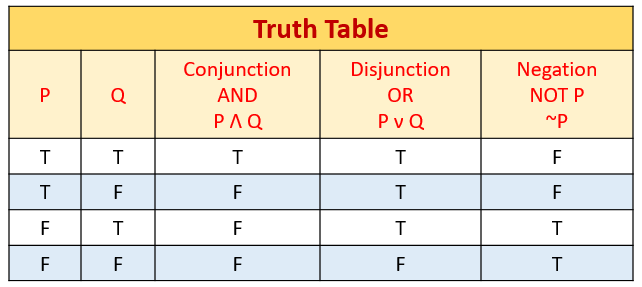 Truth Table
P Q Conjunction AND P Λ Q Disjunction OR P ν Q Negation NOT P ~P
T T T T F
T F F T F
F T F T T
F F F F T